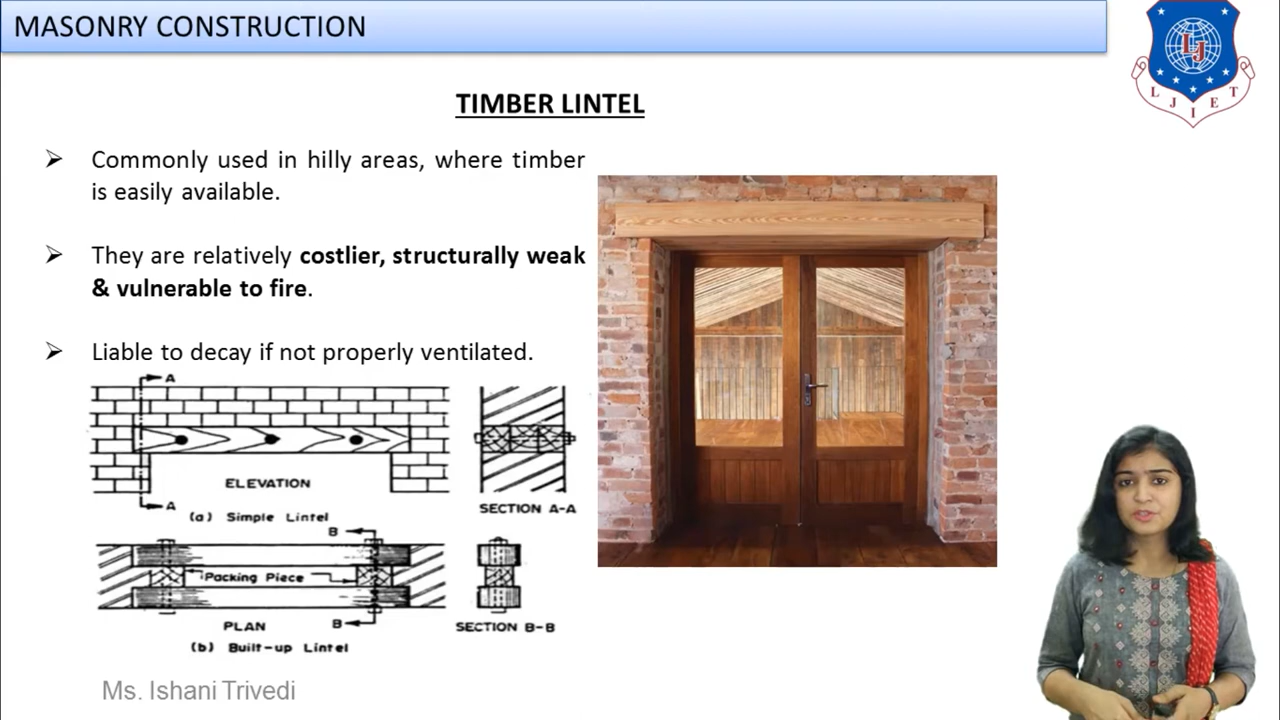 MASONRY CONSTRUCTION
LJ
L J I E T
TIMBER LINTEL
Commonly used in hilly areas, where timber
is easily available.
They are relatively costlier, structurally weak
& vulnerable to fire.
Liable to decay if not properly ventilated.
A
ELEVATION
A
(a) Simple Lintel
SECTION A-A
B
Packing Piece
PLAN
B
SECTION B-B
(b) Built-up Lintel
Ms. Ishani Trivedi